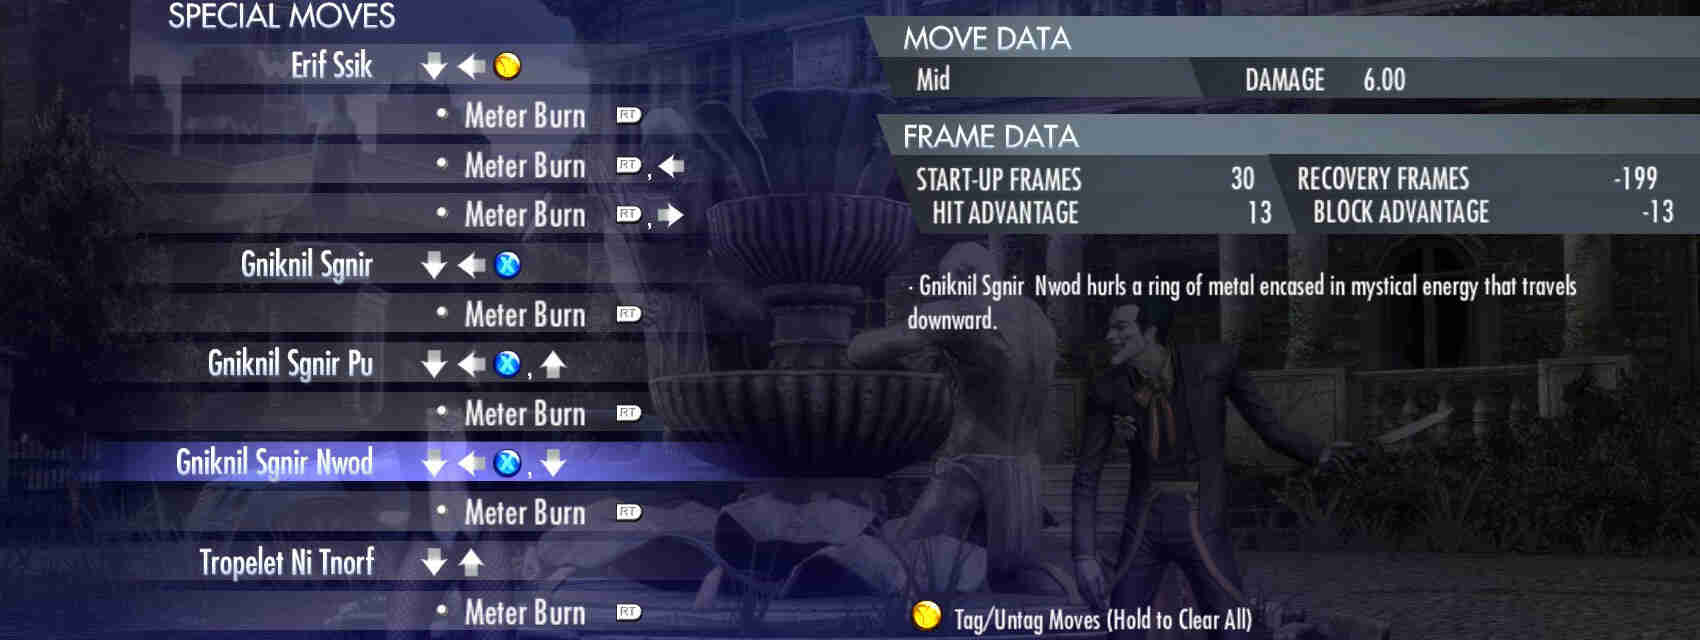 SPECIAL MOVES
Erif Ssik Y
• Meter Burn RT
• Meter Burn RT,
• Meter Burn RT,
Gniknil Sgnir X
• Meter Burn RT
Gniknil Sgnir Pu X,
• Meter Burn RT
Gniknil Sgnir Nwod X,
• Meter Burn RT
Tropelet Ni Tnorf
• Meter Burn RT
MOVE DATA
Mid DAMAGE 6.00
FRAME DATA
START-UP FRAMES 30 RECOVERY FRAMES -199
HIT ADVANTAGE 13 BLOCK ADVANTAGE -13
· Gniknil Sgnir Nwod hurls a ring of metal encased in mystical energy that travels
downward.
Y Tag/Untag Moves (Hold to Clear All)